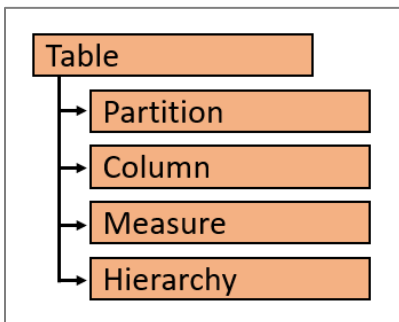 Table
Partition
Column
Measure
Hierarchy